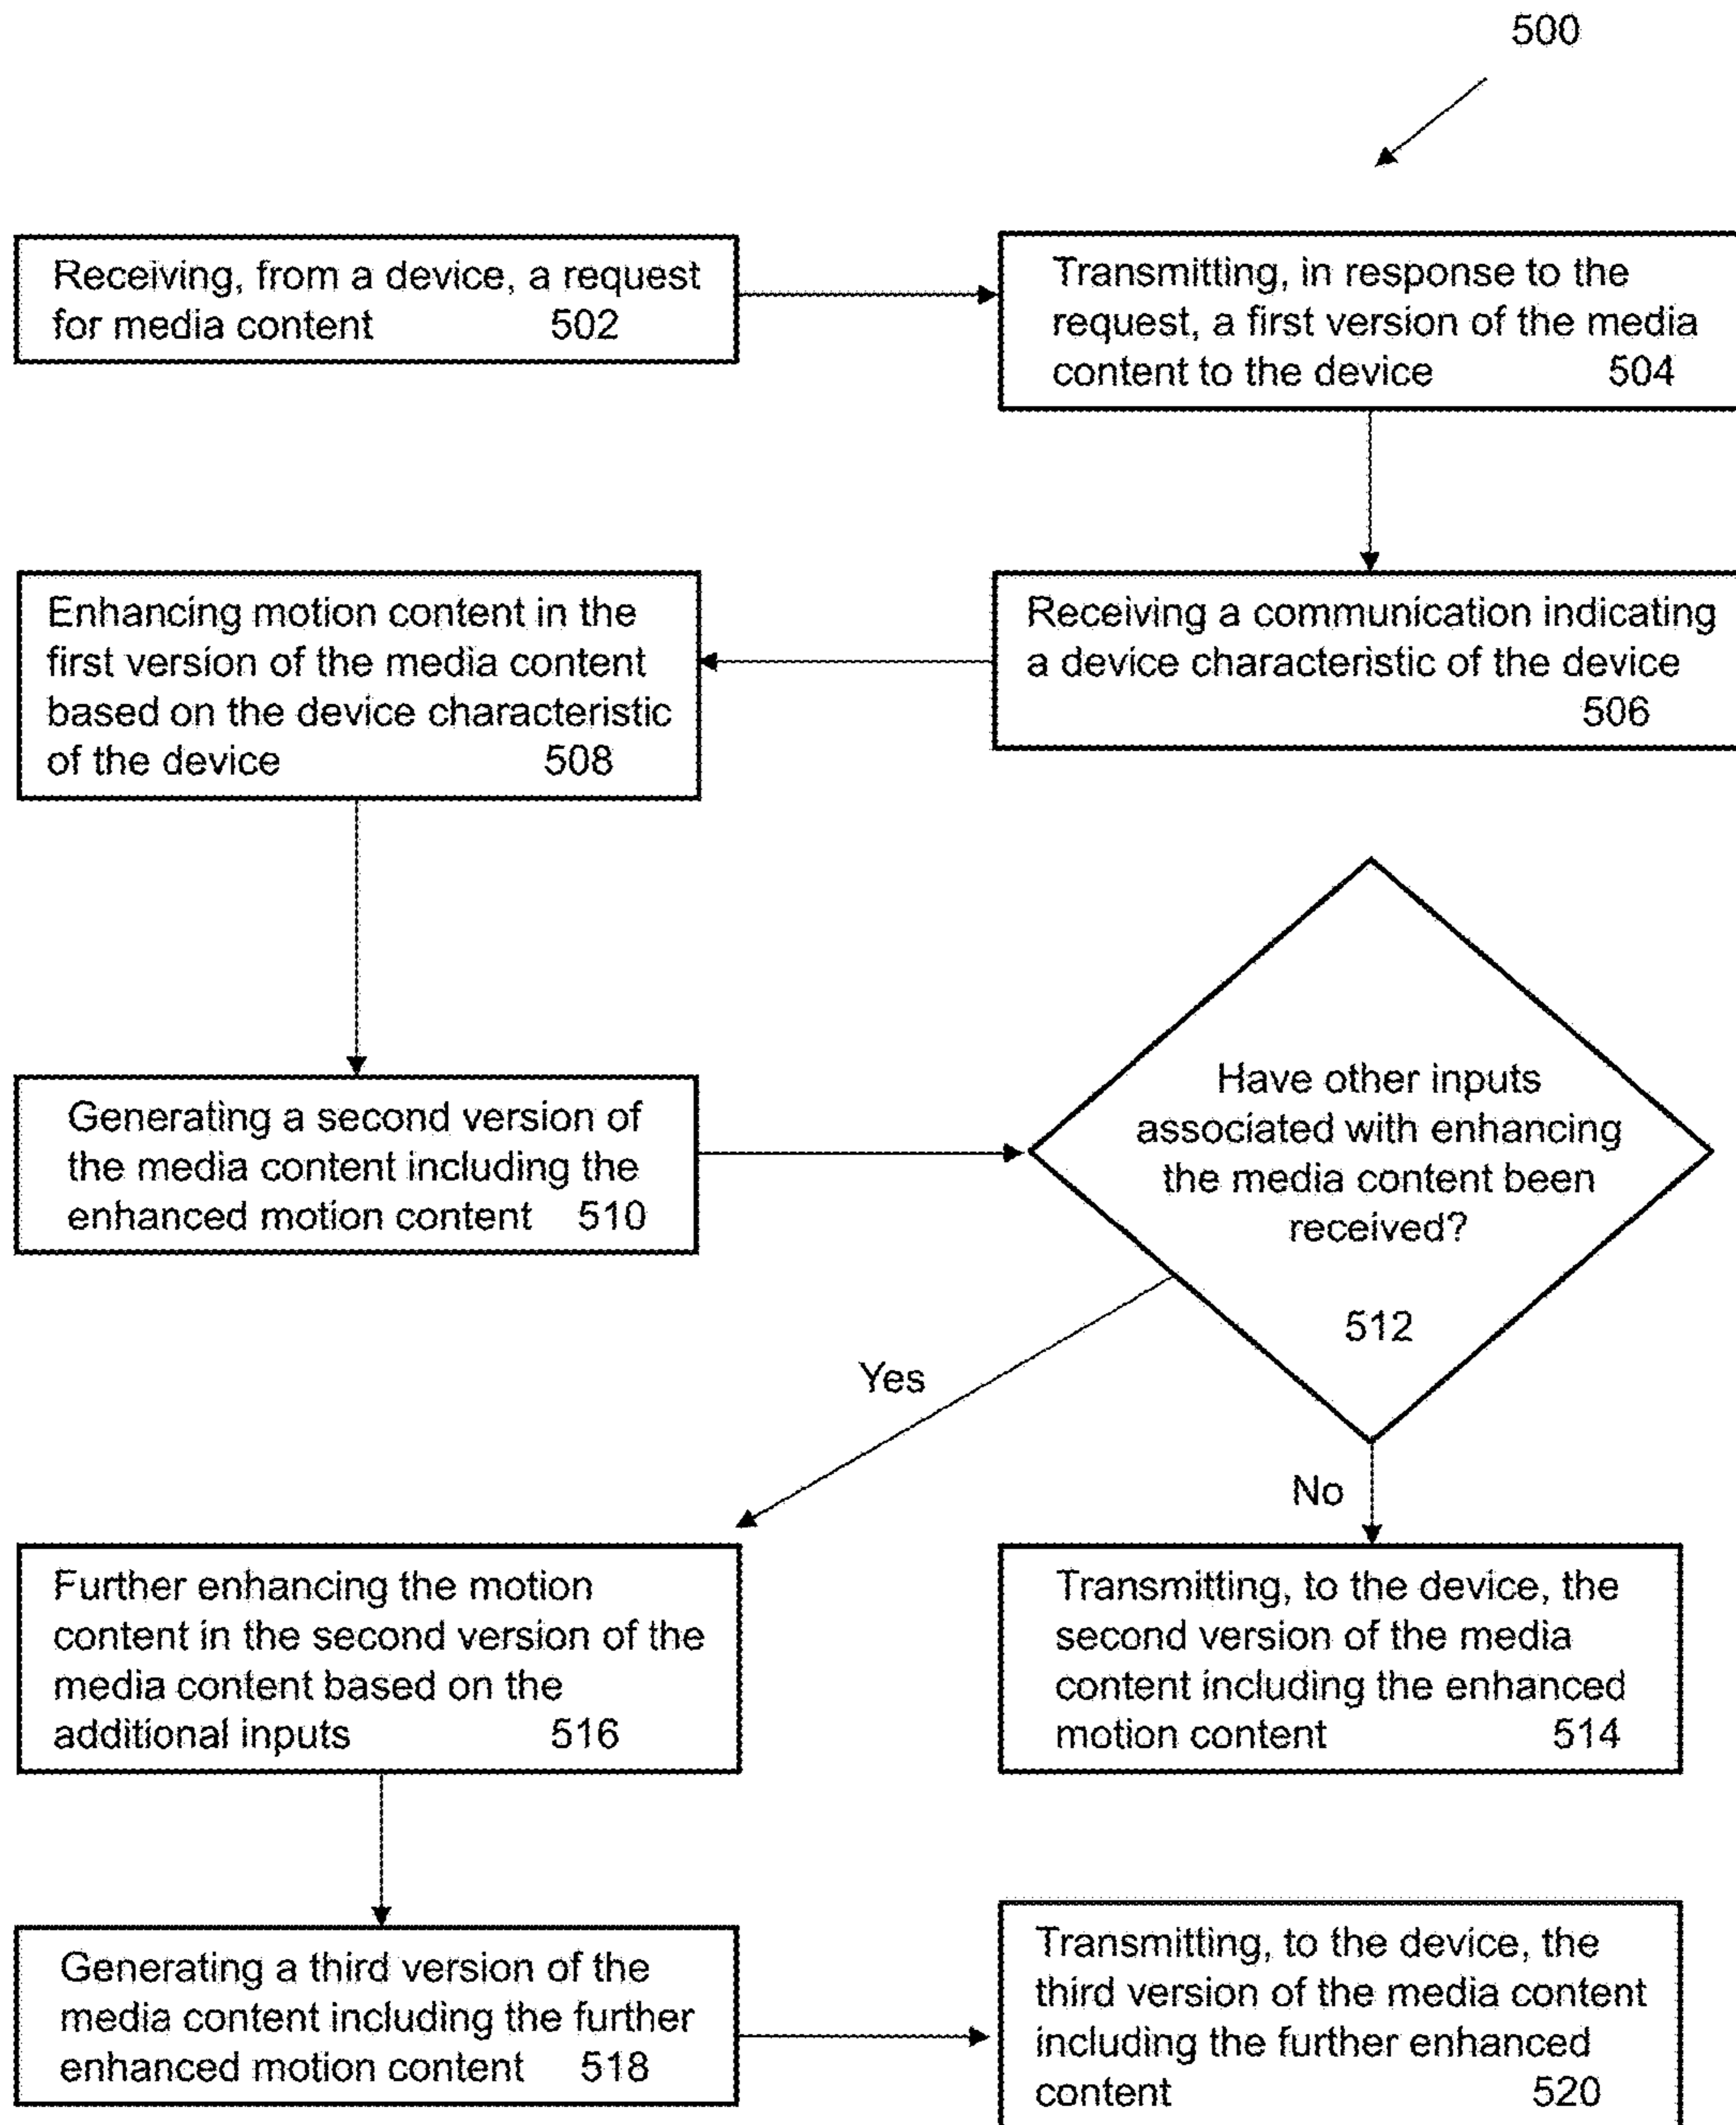 500
Receiving, from a device, a request
for media content 502
Transmitting, in response to the
request, a first version of the media
content to the device 504
Receiving a communication indicating
a device characteristic of the device
506
Enhancing motion content in the
first version of the media content
based on the device characteristic
of the device 508
Generating a second version of
the media content including the
enhanced motion content 510
Have other inputs
associated with enhancing
the media content been
received?
512
Yes
No
Further enhancing the motion
content in the second version of the
media content based on the
additional inputs 516
Transmitting, to the device, the
second version of the media
content including the enhanced
motion content 514
Generating a third version of the
media content including the further
enhanced motion content 518
Transmitting, to the device, the
third version of the media content
including the further enhanced
content 520